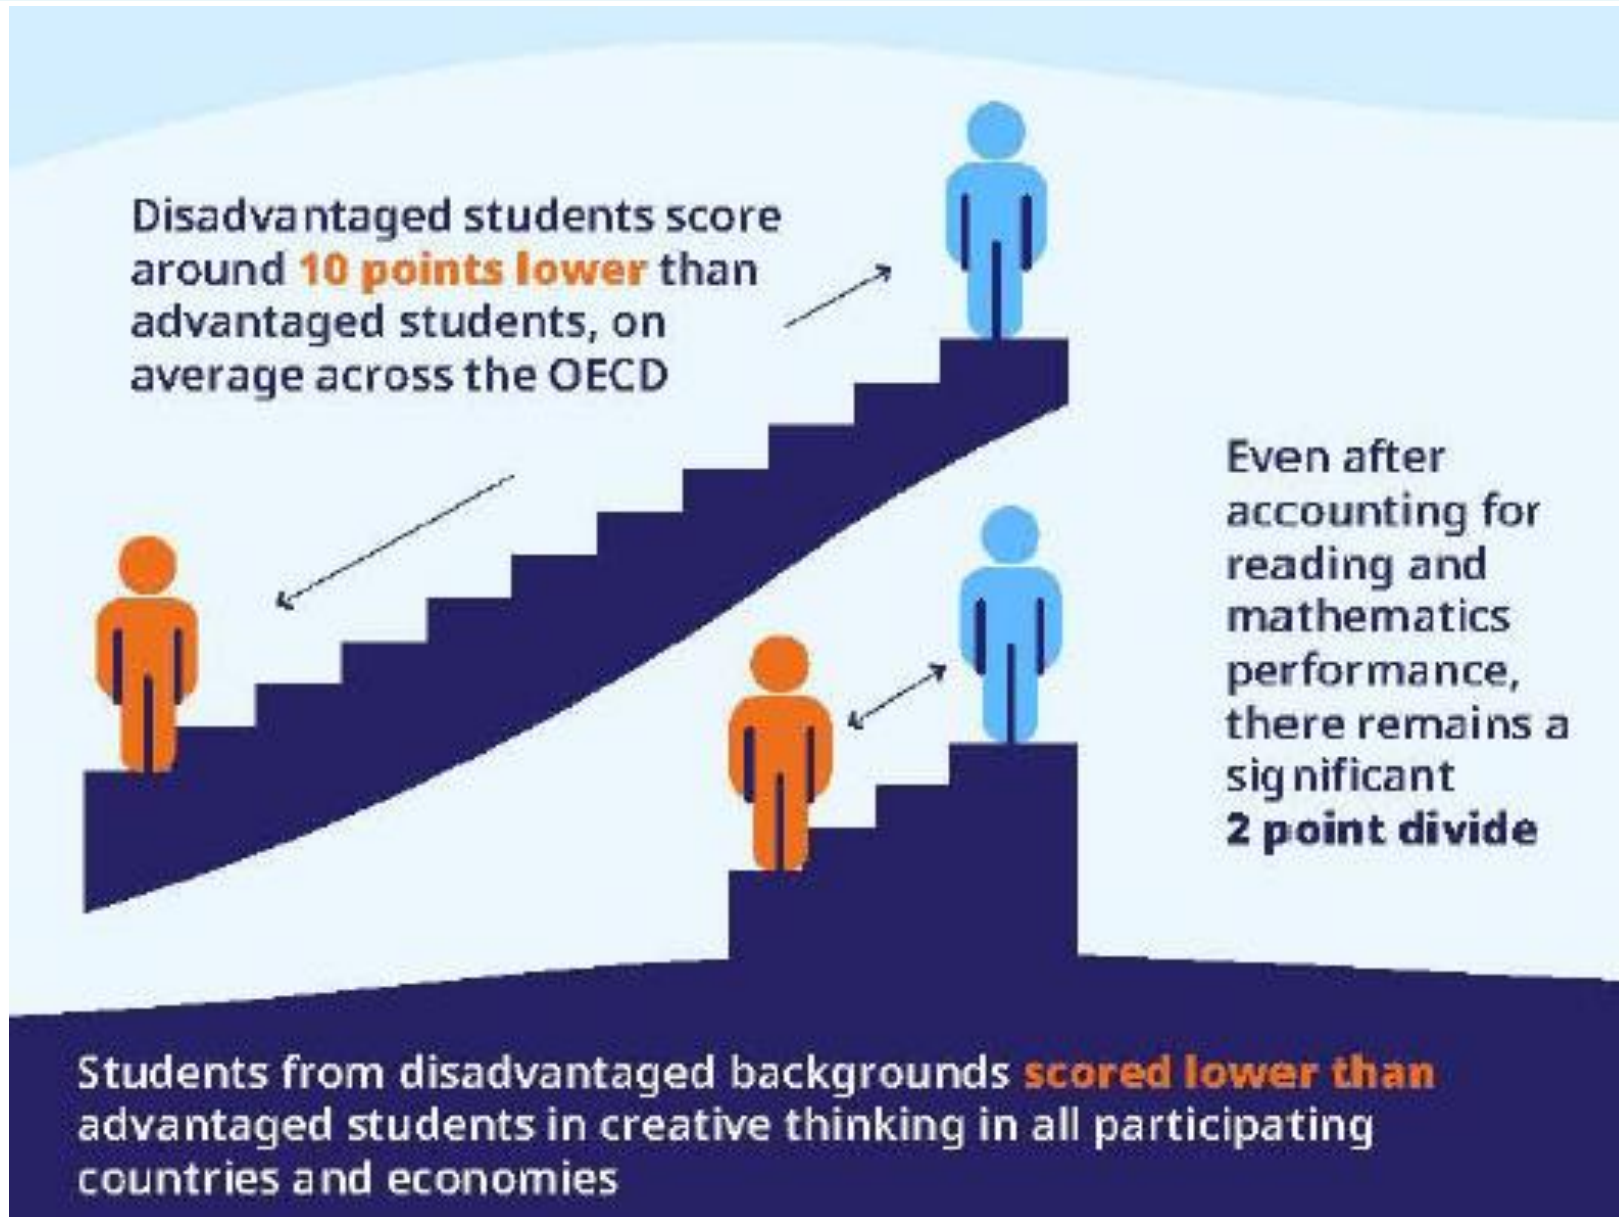 Disadvantaged students score
around 10 points lower than
advantaged students, on
average across the OECD
Even after
accounting for
reading and
mathematics
performance,
there remains a
significant
2 point divide
Students from disadvantaged backgrounds scored lower than
advantaged students in creative thinking in all participating
countries and economies